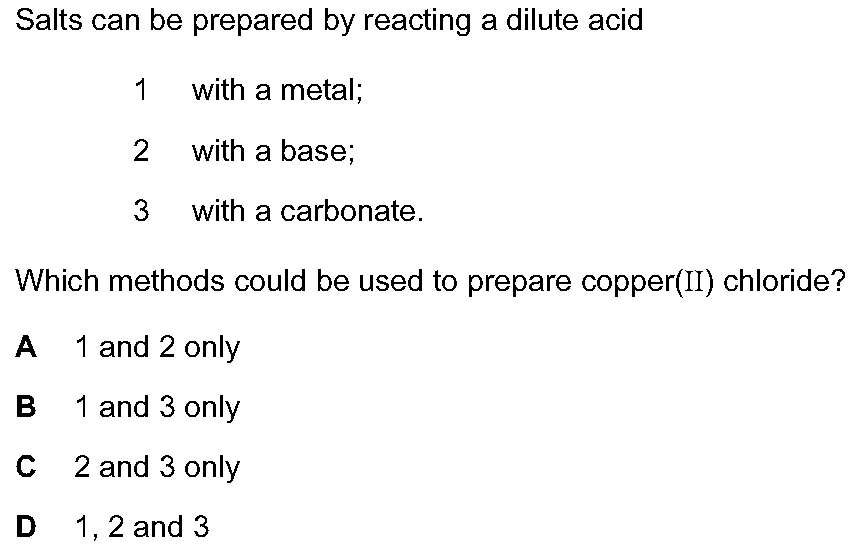 Salts can be prepared by reacting a dilute acid
1 with a metal;
2 with a base;
3 with a carbonate.
Which methods could be used to prepare copper(II) chloride?
A 1 and 2 only
B 1 and 3 only
C 2 and 3 only
D 1, 2 and 3